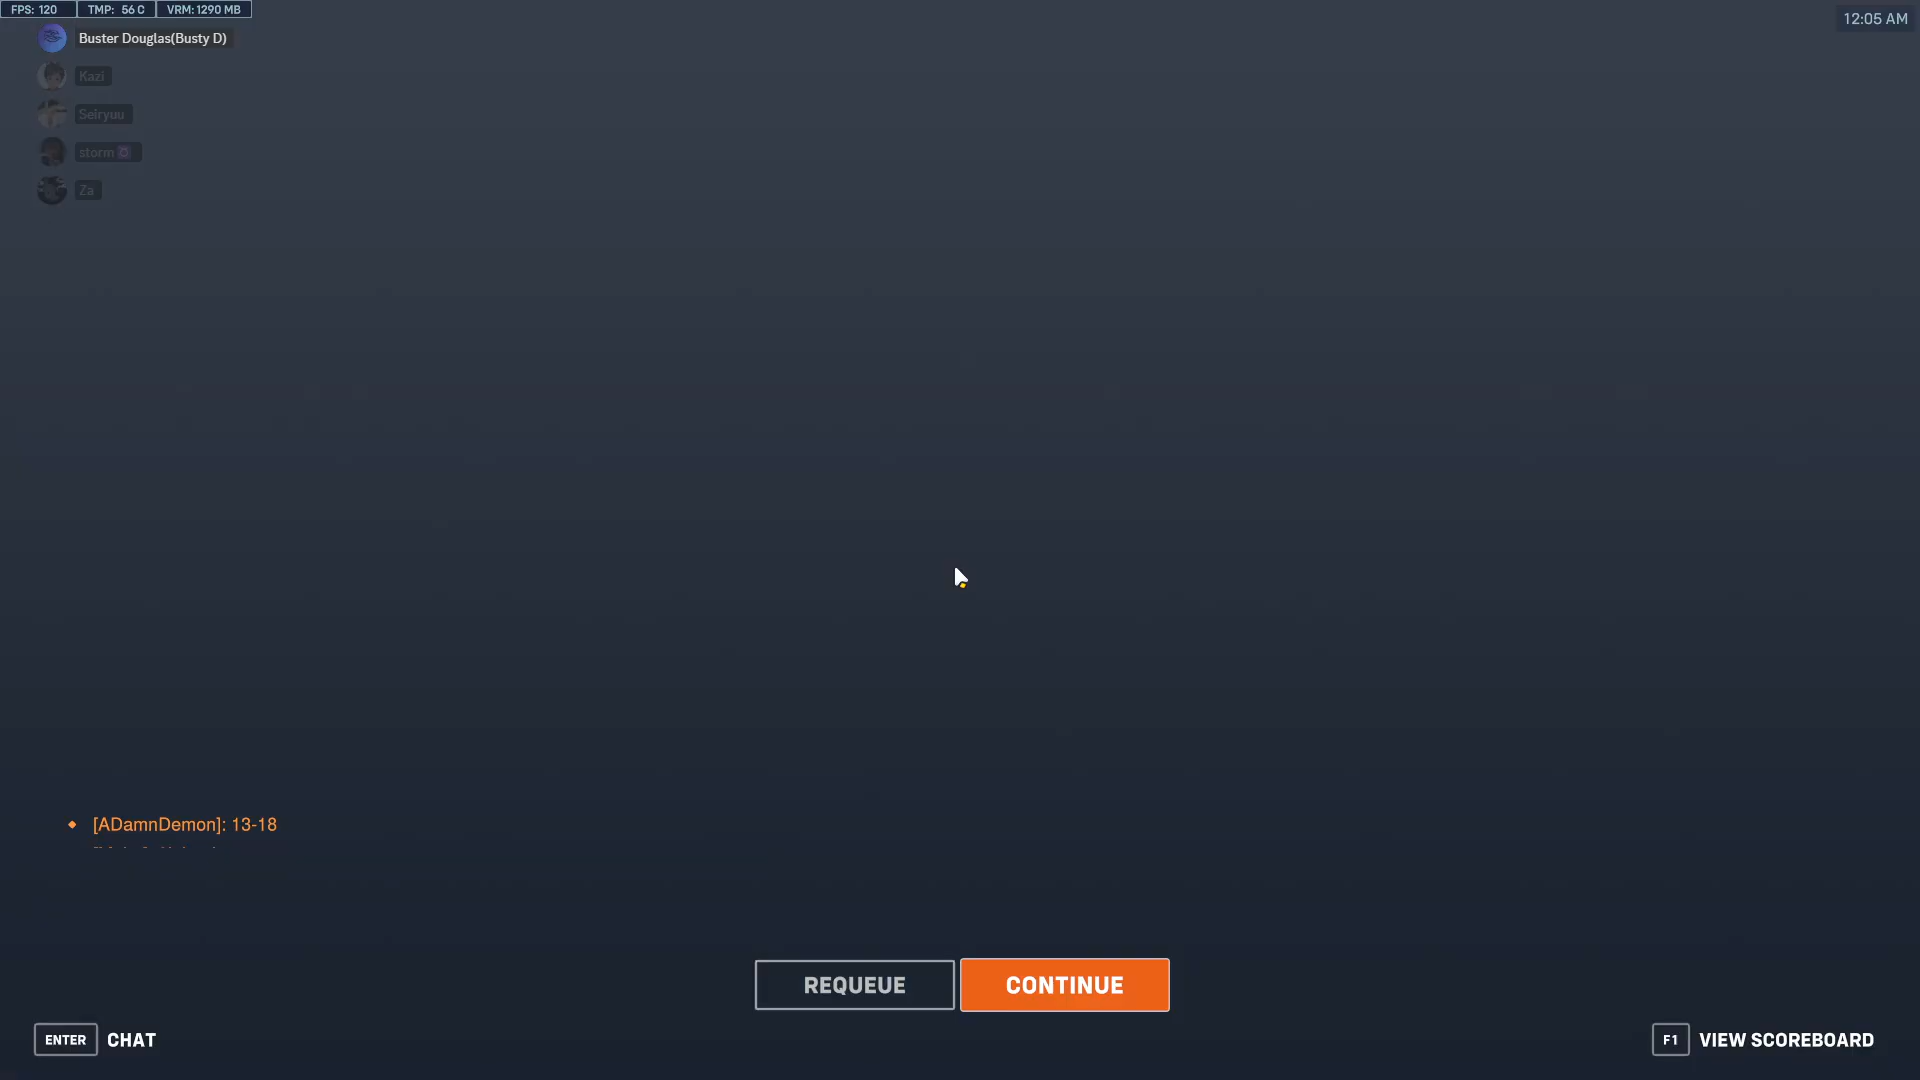 FPS: 120 TMP: 56 C VRM: 1290 MB
12:05 AM
Buster Douglas(Busty D)
Kazi
Seiryuu
storm
Za
[ADamnDemon]: 13-18
REQUEUE CONTINUE
ENTER CHAT
F1 VIEW SCOREBOARD